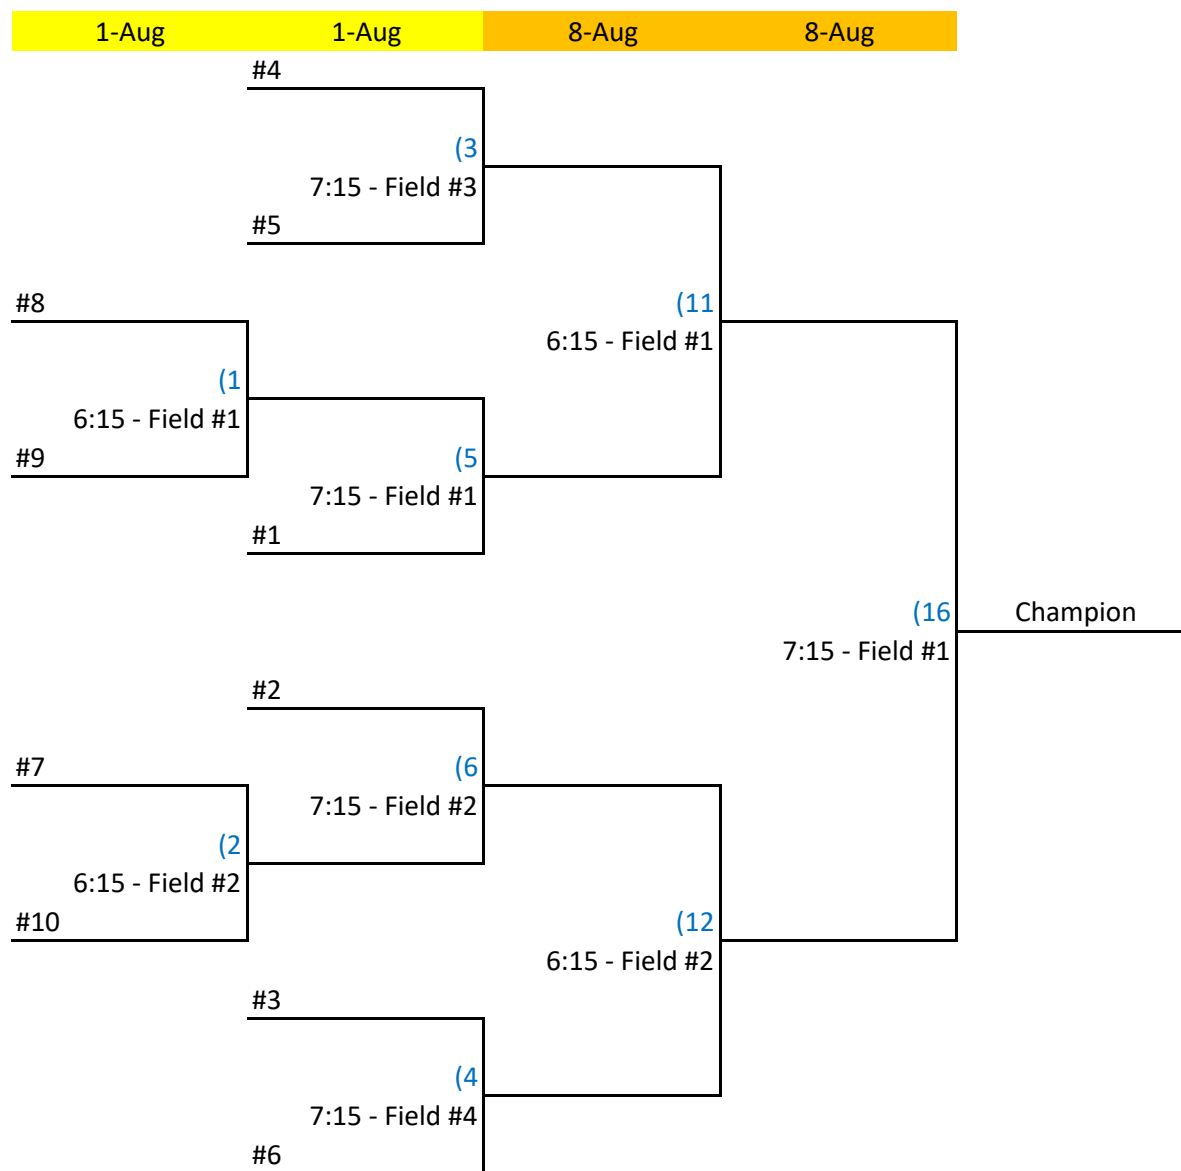 1-Aug 1-Aug 8-Aug 8-Aug
#4
(3
7:15 - Field #3
#5
#8
(11
6:15 - Field #1
(1
6:15 - Field #1
#9
(5
7:15 - Field #1
#1
(16
Champion
7:15 - Field #1
#2
#7
(6
7:15 - Field #2
(2
6:15 - Field #2
#10
(12
6:15 - Field #2
#3
(4
7:15 - Field #4
#6